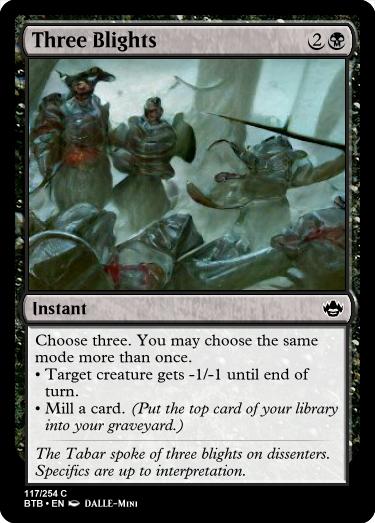 Three Blights 2
Instant
Choose three. You may choose the same
mode more than once.
• Target creature gets -1/-1 until end of
turn.
• Mill a card. (Put the top card of your library
into your graveyard.)
The Tabar spoke of three blights on dissenters.
Specifics are up to interpretation.
117/254 C
BTB • EN DALLE-Mini